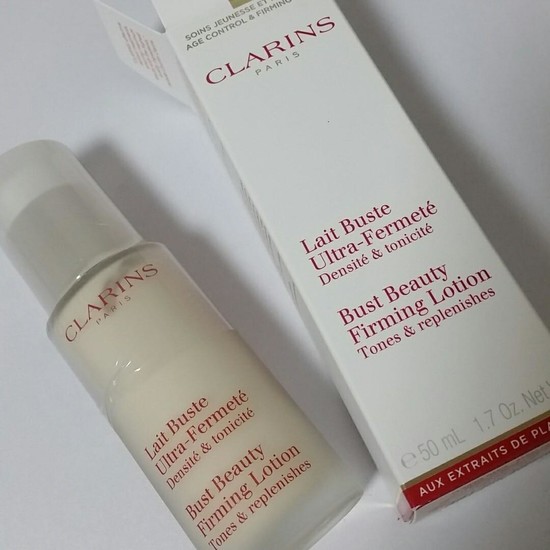 SOINS JEUNESSE ET
AGE CONTROL & FIRMING
CLARINS
PARIS
Lait Buste
Ultra-Fermeté
Densité & tonicité
Bust Beauty
Firming Lotion
Tones & replenishes
℮ 50 mL 1.7 Oz. Net
AUX EXTRAITS DE
CLARINS
PARIS
Lait Buste
Ultra-Fermeté
Densité & tonicité
Bust Beauty
Firming Lotion
Tones & replenishes